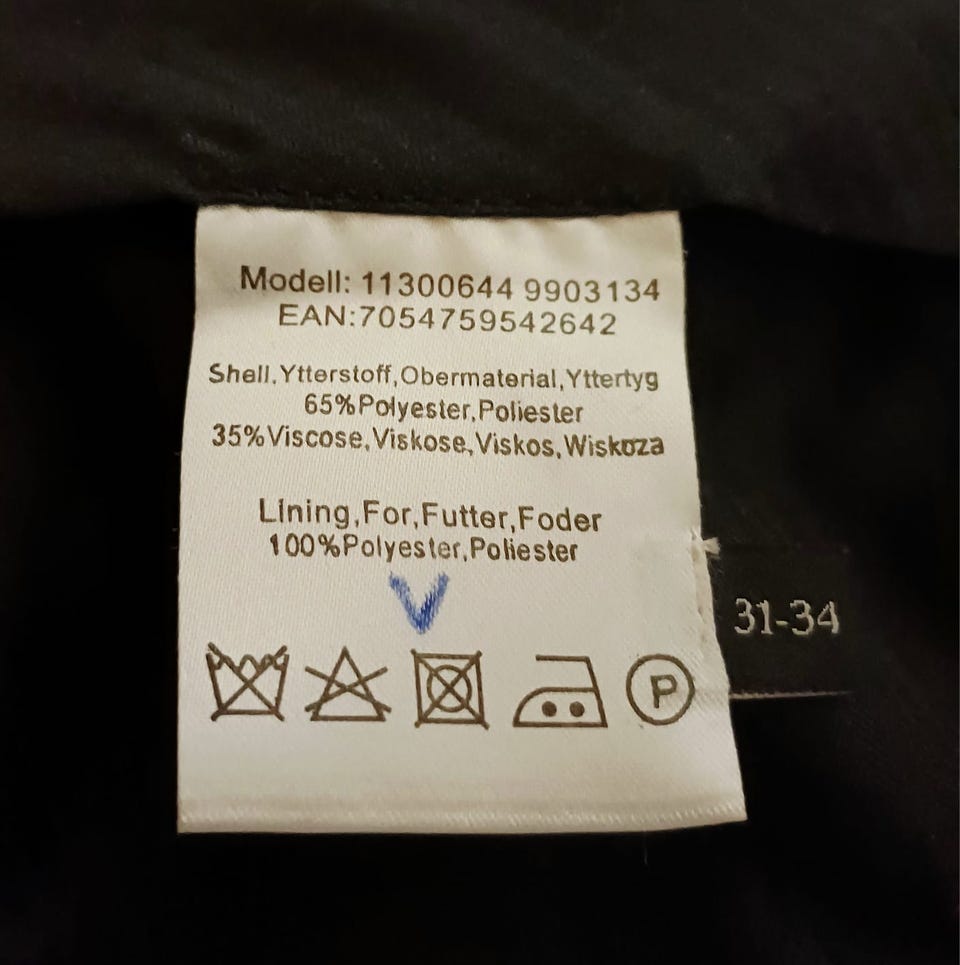 Modell: 11300644 9903134
EAN:7054759542642
Shell,Ytterstoff,Obermaterial,Yttertyg
65%Polyester,Poliester
35%Viscose,Viskose,Viskos,Wiskoza
Lining,For,Futter,Foder
100%Polyester,Poliester
V
31-34
P